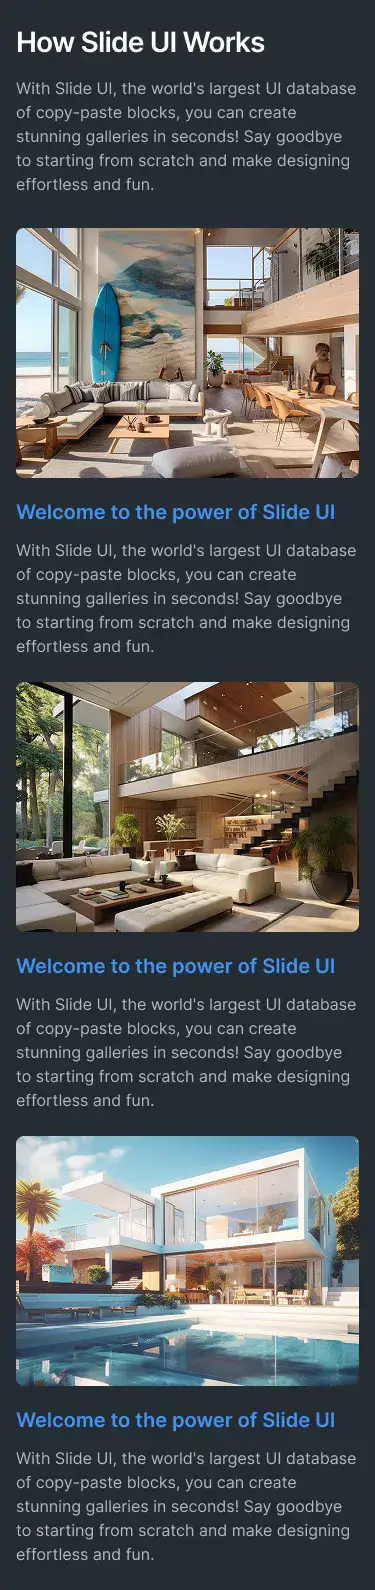 How Slide UI Works
With Slide UI, the world's largest UI database
of copy-paste blocks, you can create
stunning galleries in seconds! Say goodbye
to starting from scratch and make designing
effortless and fun.
Welcome to the power of Slide UI
With Slide UI, the world's largest UI database
of copy-paste blocks, you can create
stunning galleries in seconds! Say goodbye
to starting from scratch and make designing
effortless and fun.
Welcome to the power of Slide UI
With Slide UI, the world's largest UI database
of copy-paste blocks, you can create
stunning galleries in seconds! Say goodbye
to starting from scratch and make designing
effortless and fun.
Welcome to the power of Slide UI
With Slide UI, the world's largest UI database
of copy-paste blocks, you can create
stunning galleries in seconds! Say goodbye
to starting from scratch and make designing
effortless and fun.